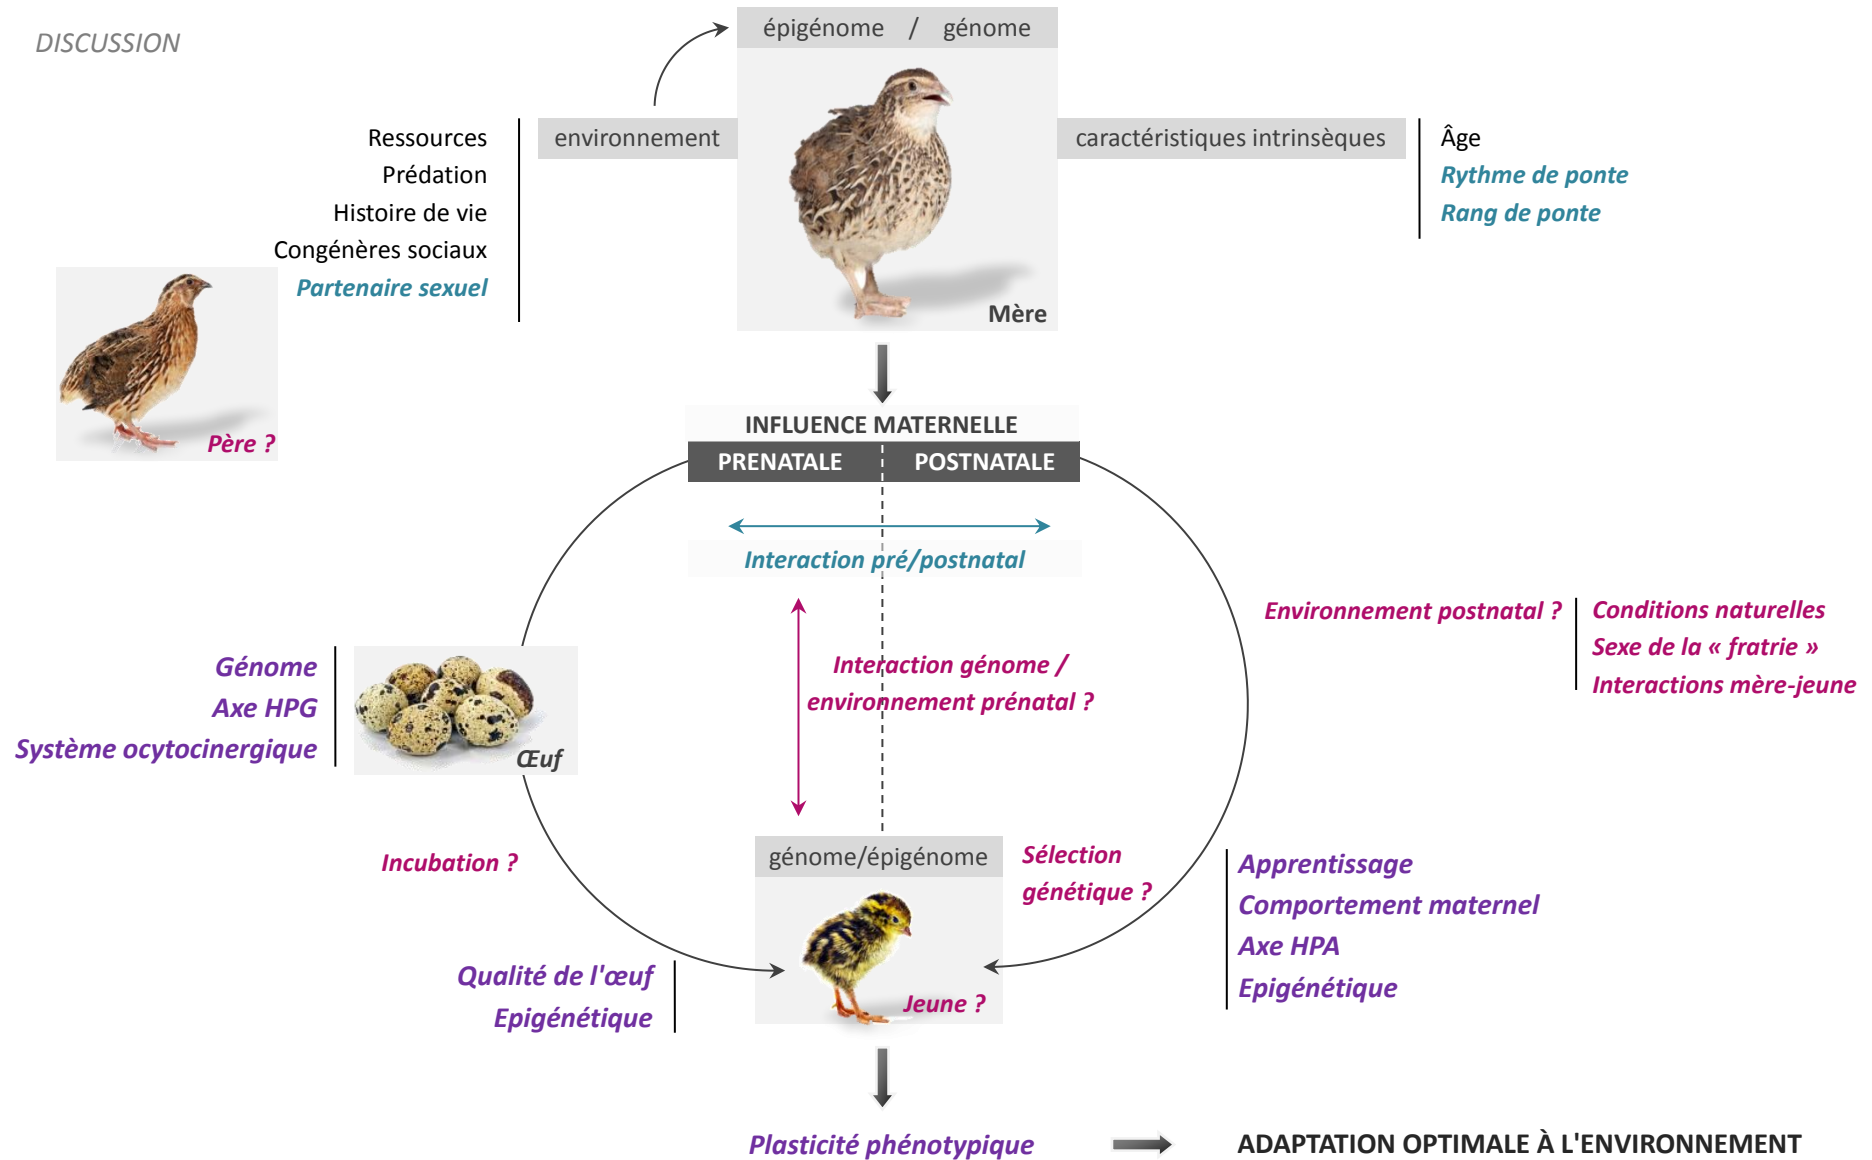 DISCUSSION
épigénome / génome
Ressources
Prédation
Histoire de vie
Congénères sociaux
Partenaire sexuel
environnement
caractéristiques intrinsèques
Âge
Rythme de ponte
Rang de ponte
Mère
Père ?
INFLUENCE MATERNELLE
PRENATALE
POSTNATALE
Interaction pré/postnatal
Interaction génome /
environnement prénatal ?
Environnement postnatal ?
Conditions naturelles
Sexe de la « fratrie »
Interactions mère-jeune
Génome
Axe HPG
Système ocytocinergique
Œuf
Incubation ?
génome/épigénome
Sélection
génétique ?
Jeune ?
Apprentissage
Comportement maternel
Axe HPA
Epigénétique
Qualité de l'œuf
Epigénétique
Plasticité phénotypique
ADAPTATION OPTIMALE À L'ENVIRONNEMENT